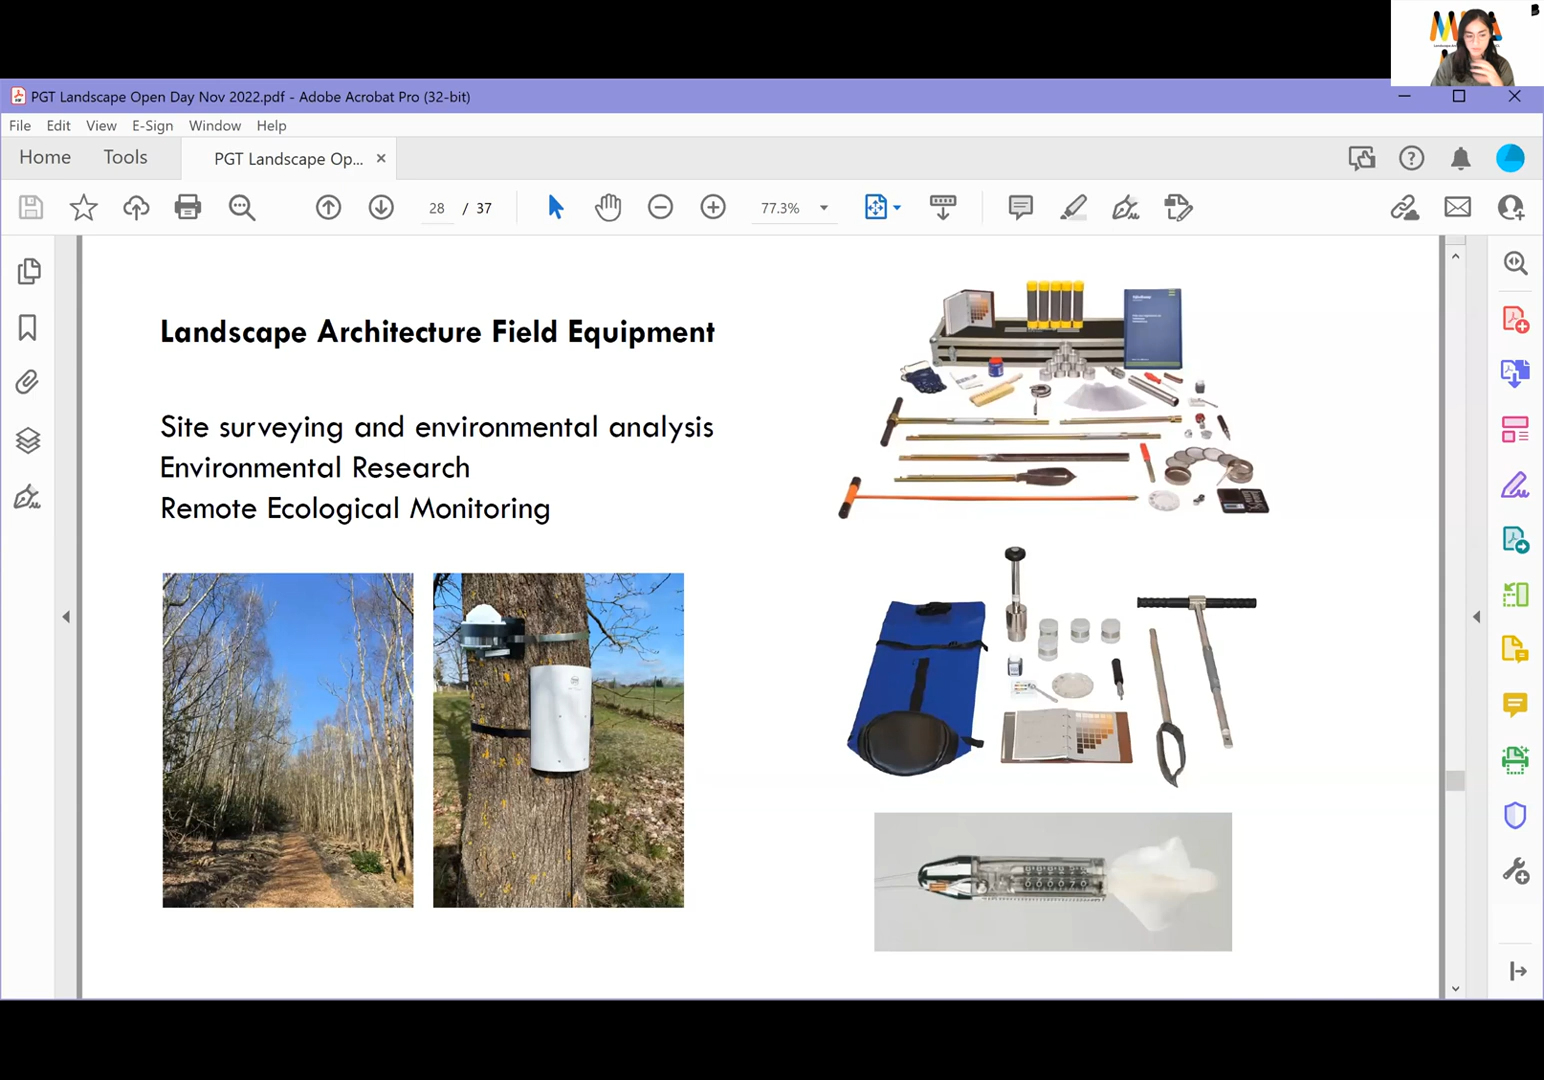 PGT Landscape Open Day Nov 2022.pdf - Adobe Acrobat Pro (32-bit)
File Edit View E-Sign Window Help
Home Tools PGT Landscape Op...
28 / 37 77.3%
Landscape Architecture Field Equipment
Site surveying and environmental analysis
Environmental Research
Remote Ecological Monitoring